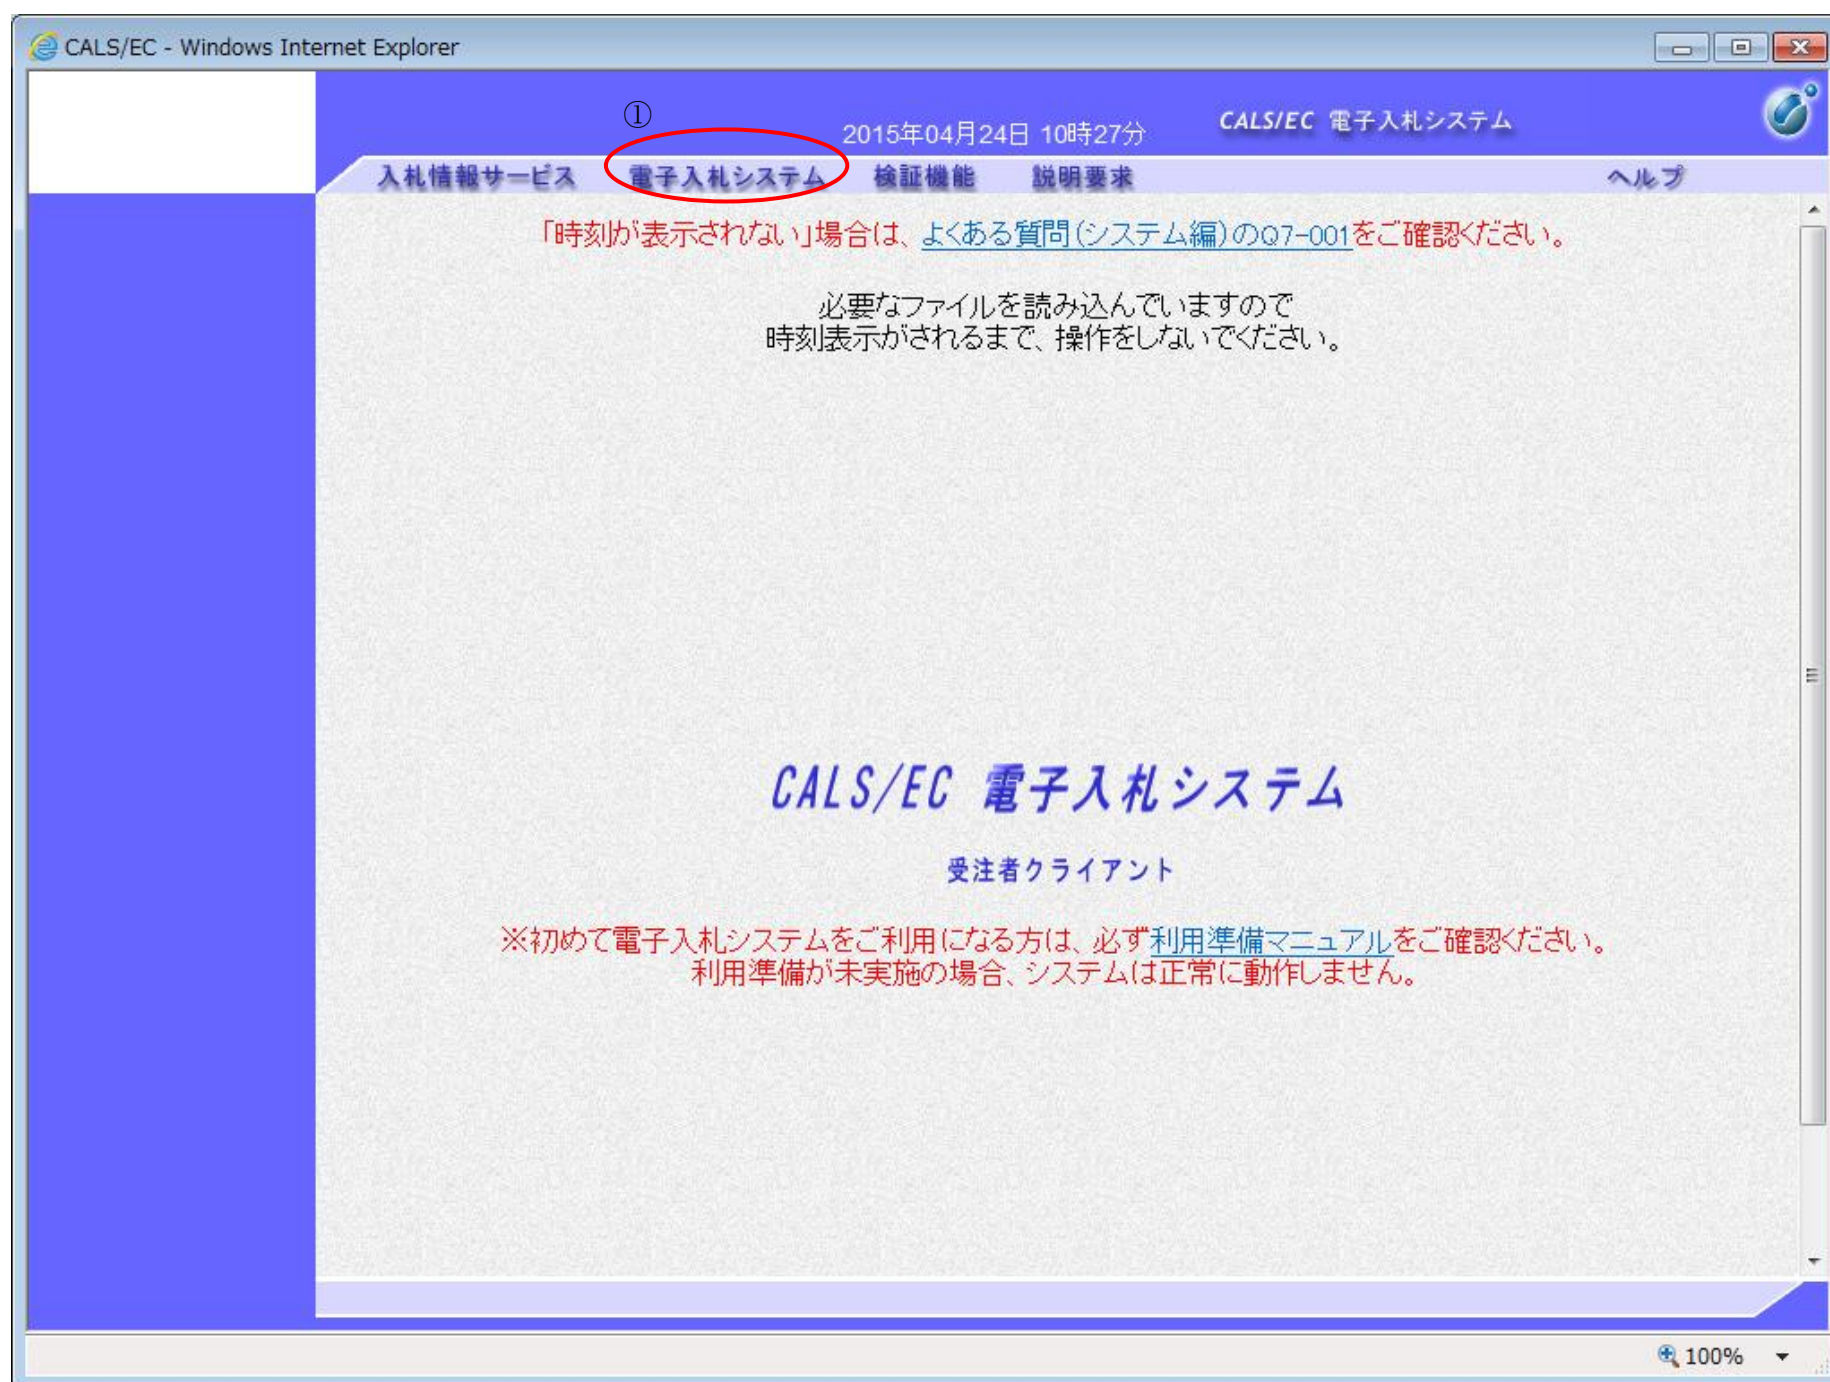 CALS/EC - Windows Internet Explorer
①
2015年04月24日 10時27分
CALS/EC 電子入札システム
入札情報サービス 電子入札システム 検証機能 説明要求 ヘルプ
「時刻が表示されない」場合は、よくある質問(システム編)のQ7-001をご確認ください。
必要なファイルを読み込んでいますので
時刻表示がされるまで、操作をしないでください。
CALS/EC 電子入札システム
受注者クライアント
※初めて電子入札システムをご利用になる方は、必ず利用準備マニュアルをご確認ください。
利用準備が未実施の場合、システムは正常に動作しません。
100%